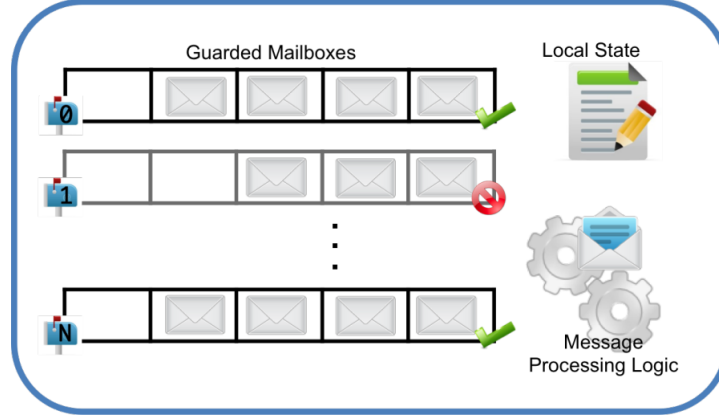 Guarded Mailboxes
Local State
0
1
N
Message
Processing Logic